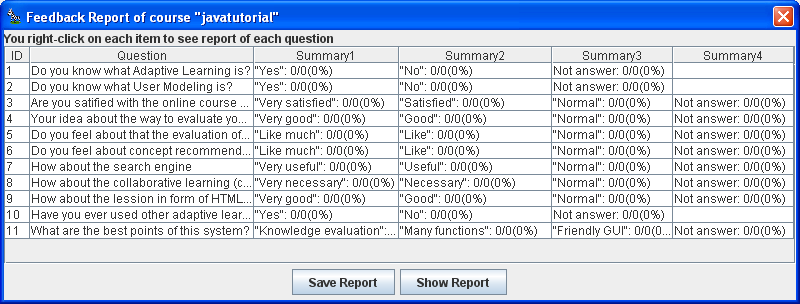 Feedback Report of course "javatutorial"
You right-click on each item to see report of each question
ID Question Summary1 Summary2 Summary3 Summary4
1 Do you know what Adaptive Learning is? "Yes": 0/0(0%) "No": 0/0(0%) Not answer: 0/0(0%)
2 Do you know what User Modeling is? "Yes": 0/0(0%) "No": 0/0(0%) Not answer: 0/0(0%)
3 Are you satisfied with the online course ... "Very satisfied": 0/0(0%) "Satisfied": 0/0(0%) "Normal": 0/0(0%) Not answer: 0/0(0%)
4 Your idea about the way to evaluate yo... "Very good": 0/0(0%) "Good": 0/0(0%) "Normal": 0/0(0%) Not answer: 0/0(0%)
5 Do you feel about that the evaluation of... "Like much": 0/0(0%) "Like": 0/0(0%) "Normal": 0/0(0%) Not answer: 0/0(0%)
6 Do you feel about concept recommend... "Like much": 0/0(0%) "Like": 0/0(0%) "Normal": 0/0(0%) Not answer: 0/0(0%)
7 How about the search engine "Very useful": 0/0(0%) "Useful": 0/0(0%) "Normal": 0/0(0%) Not answer: 0/0(0%)
8 How about the collaborative learning (c... "Very necessary": 0/0(0%) "Necessary": 0/0(0%) "Normal": 0/0(0%) Not answer: 0/0(0%)
9 How about the lession in form of HTML... "Very good": 0/0(0%) "Good": 0/0(0%) "Normal": 0/0(0%) Not answer: 0/0(0%)
10 Have you ever used other adaptive lear... "Yes": 0/0(0%) "No": 0/0(0%) Not answer: 0/0(0%)
11 What are the best points of this system? "Knowledge evaluation":... "Many functions": 0/0(0%) "Friendly GUI": 0/0(0... Not answer: 0/0(0%)
Save Report Show Report